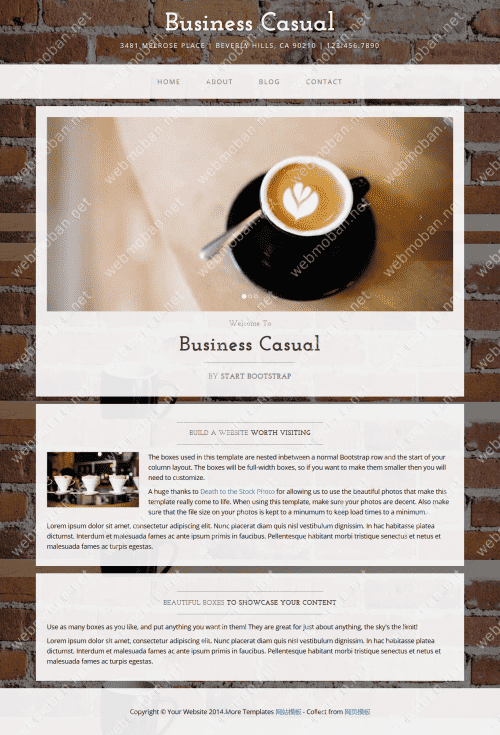 Business Casual
3481 MELROSE PLACE | BEVERLY HILLS, CA 90210 | 123.456.7890
HOME ABOUT BLOG CONTACT
Welcome To
Business Casual
BY START BOOTSTRAP
BUILD A WEBSITE WORTH VISITING
The boxes used in this template are nested inbetween a normal Bootstrap row and the start of your
column layout. The boxes will be full-width boxes, so if you want to make them smaller then you will
need to customize.
A huge thanks to Death to the Stock Photo for allowing us to use the beautiful photos that make this
template really come to life. When using this template, make sure your photos are decent. Also make
sure that the file size on your photos is kept to a minumum to keep load times to a minimum.
Lorem ipsum dolor sit amet, consectetur adipiscing elit. Nunc placerat diam quis nisl vestibulum dignissim. In hac habitasse platea
dictumst. Interdum et malesuada fames ac ante ipsum primis in faucibus. Pellentesque habitant morbi tristique senectus et netus et
malesuada fames ac turpis egestas.
BEAUTIFUL BOXES TO SHOWCASE YOUR CONTENT
Use as many boxes as you like, and put anything you want in them! They are great for just about anything, the sky's the limit!
Lorem ipsum dolor sit amet, consectetur adipiscing elit. Nunc placerat diam quis nisl vestibulum dignissim. In hac habitasse platea
dictumst. Interdum et malesuada fames ac ante ipsum primis in faucibus. Pellentesque habitant morbi tristique senectus et netus et
malesuada fames ac turpis egestas.
Copyright © Your Website 2014.More Templates 网站模板 - Collect from 网页模板
webmoban.net